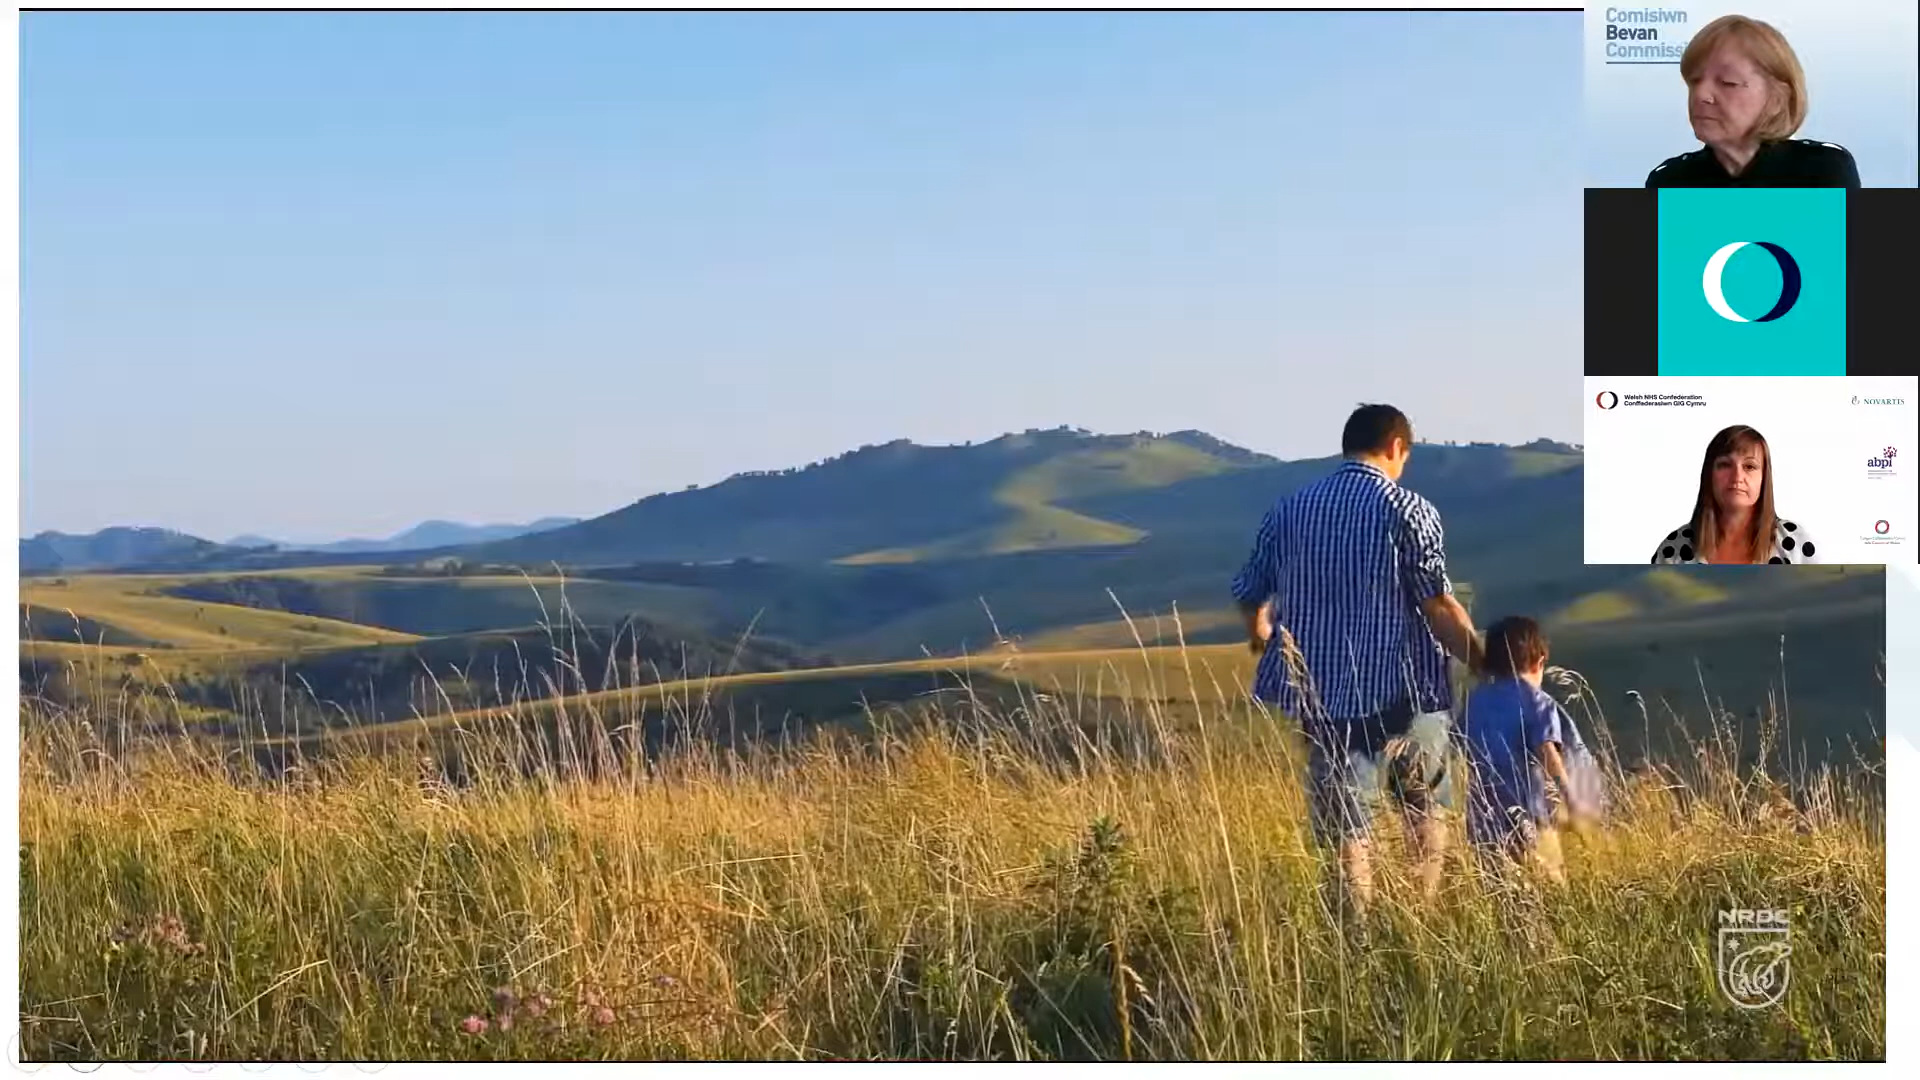 Comisiwn
Bevan
Commissi
Welsh NHS Confederation
Conffederasiwn GIG Cymru
NOVARTIS
abpi
NRDC